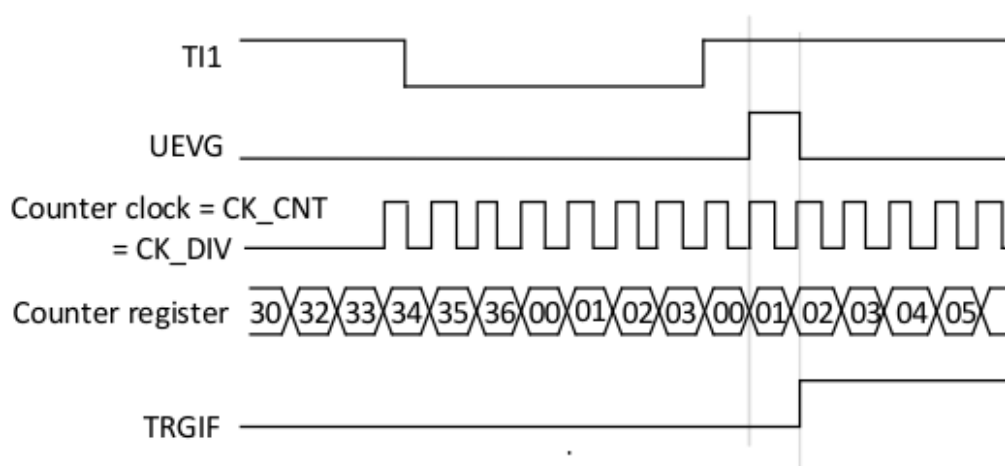 TI1
UEVG
Counter clock = CK_CNT
= CK_DIV
Counter register 30 32 33 34 35 36 00 01 02 03 00 01 02 03 04 05
TRGIF